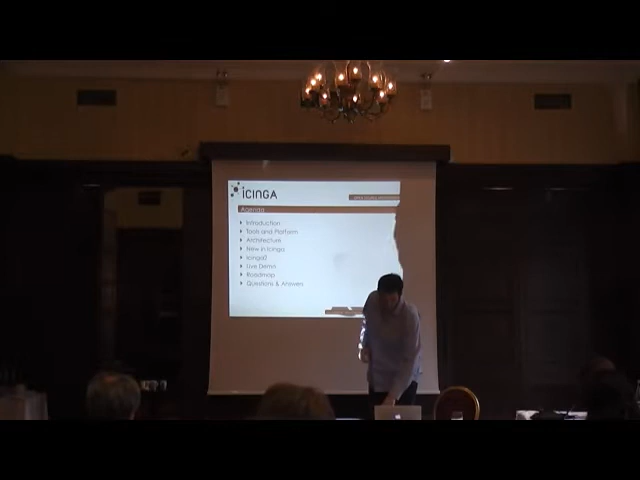 ICINGA
Agenda
Introduction
Tools and Platform
Architecture
New in Icinga
Icinga2
Live Demo
Roadmap
Questions & Answers